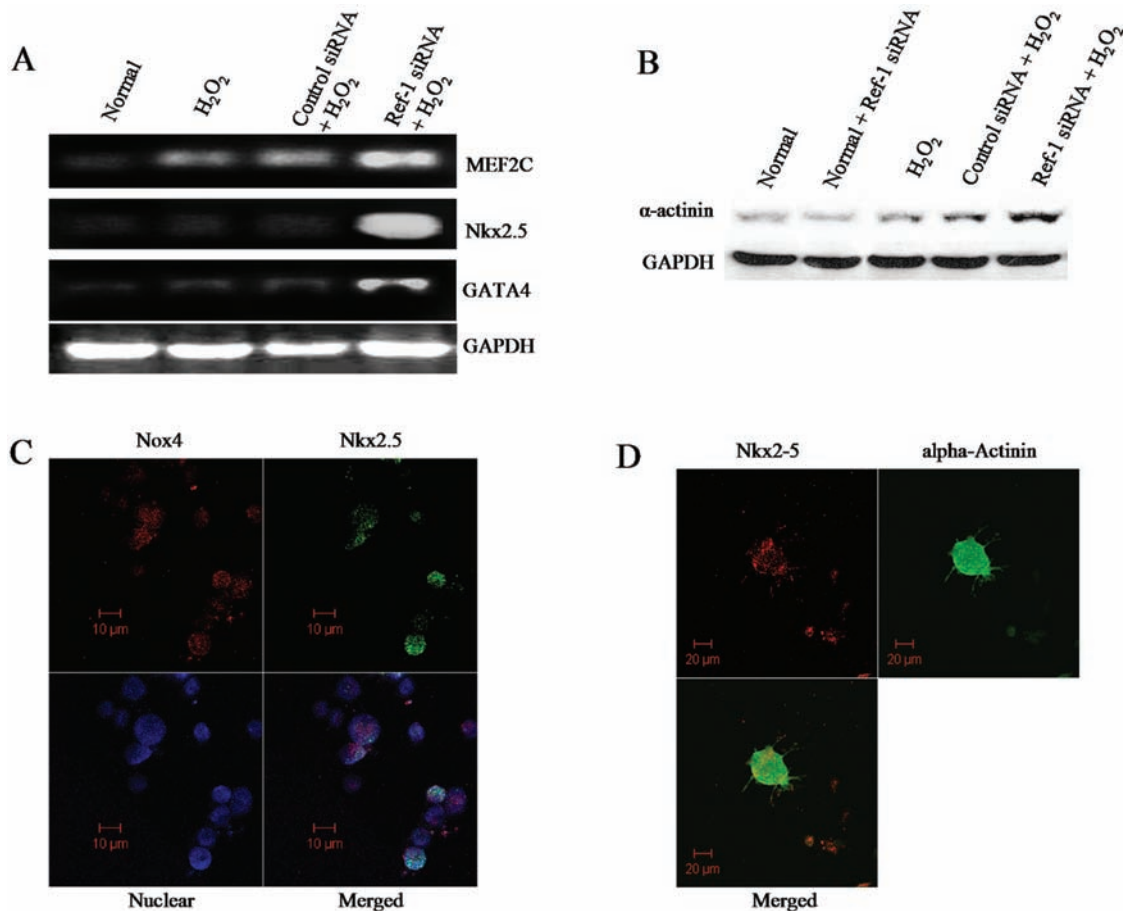 A
Normal
H₂O₂
Control siRNA
+ H₂O₂
Ref-1 siRNA
+ H₂O₂
MEF2C
Nkx2.5
GATA4
GAPDH
B
Normal
Normal + Ref-1 siRNA
H₂O₂
Control siRNA + H₂O₂
Ref-1 siRNA + H₂O₂
α-actinin
GAPDH
C
Nox4
Nkx2.5
10 μm
10 μm
10 μm
10 μm
Nuclear
Merged
D
Nkx2-5
alpha-Actinin
20 μm
20 μm
20 μm
Merged